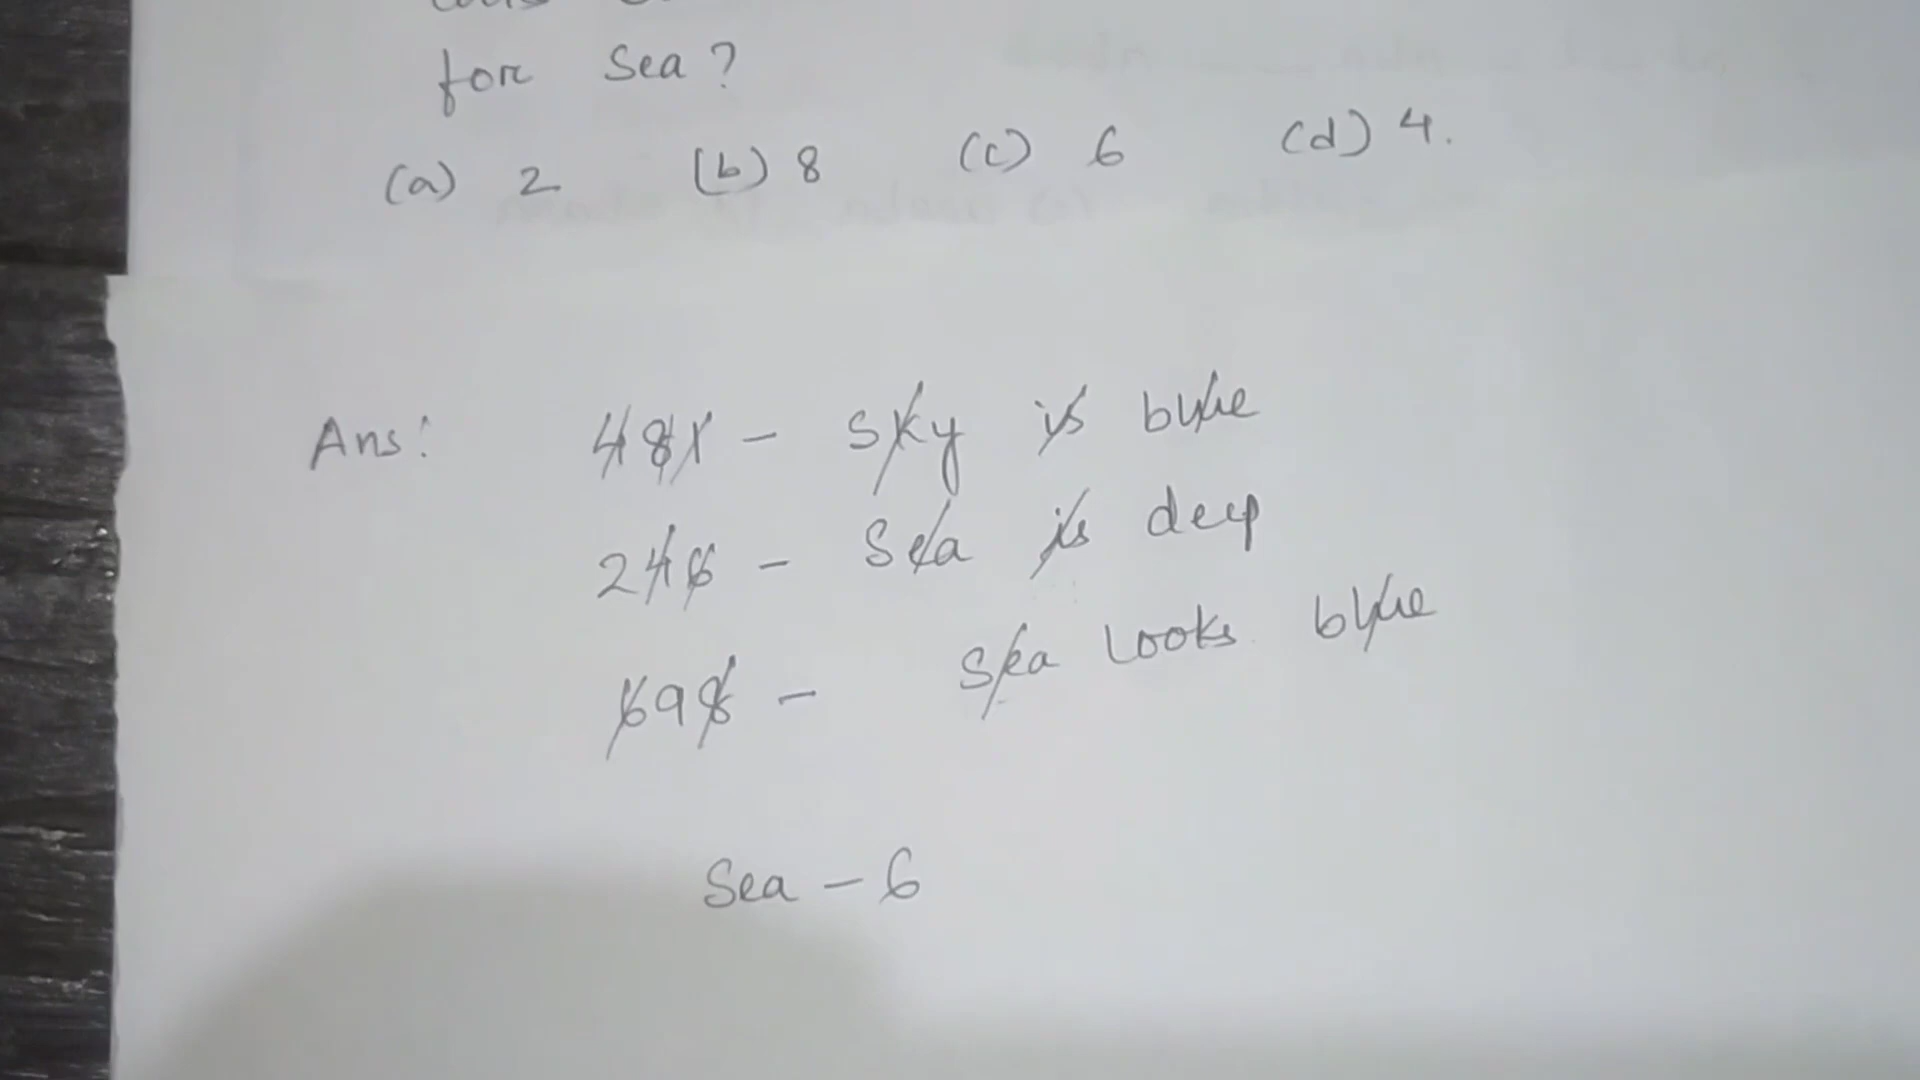 for Sea?
(a) 2 (b) 8 (c) 6 (d) 4.
Ans: 481 - sky is blue
246 - Sea is deep
698 - Sea looks blue
Sea - 6